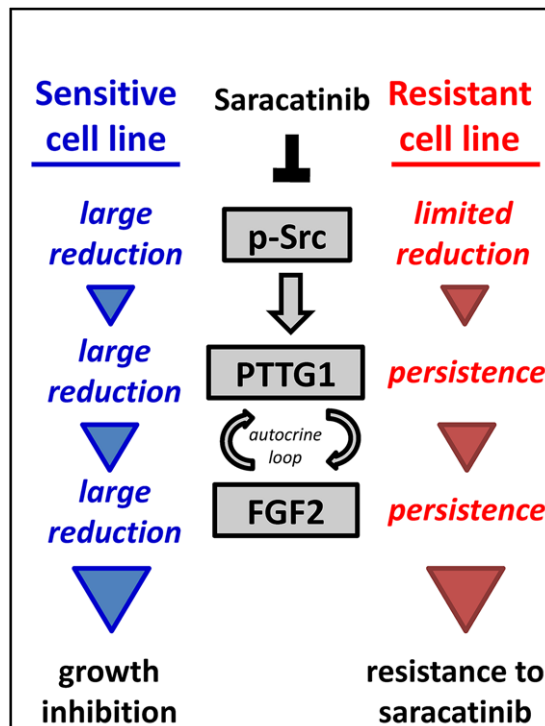 Sensitive
cell line
Saracatinib
Resistant
cell line
large
reduction
p-Src
limited
reduction
large
reduction
PTTG1
persistence
autocrine
loop
large
reduction
FGF2
persistence
growth
inhibition
resistance to
saracatinib